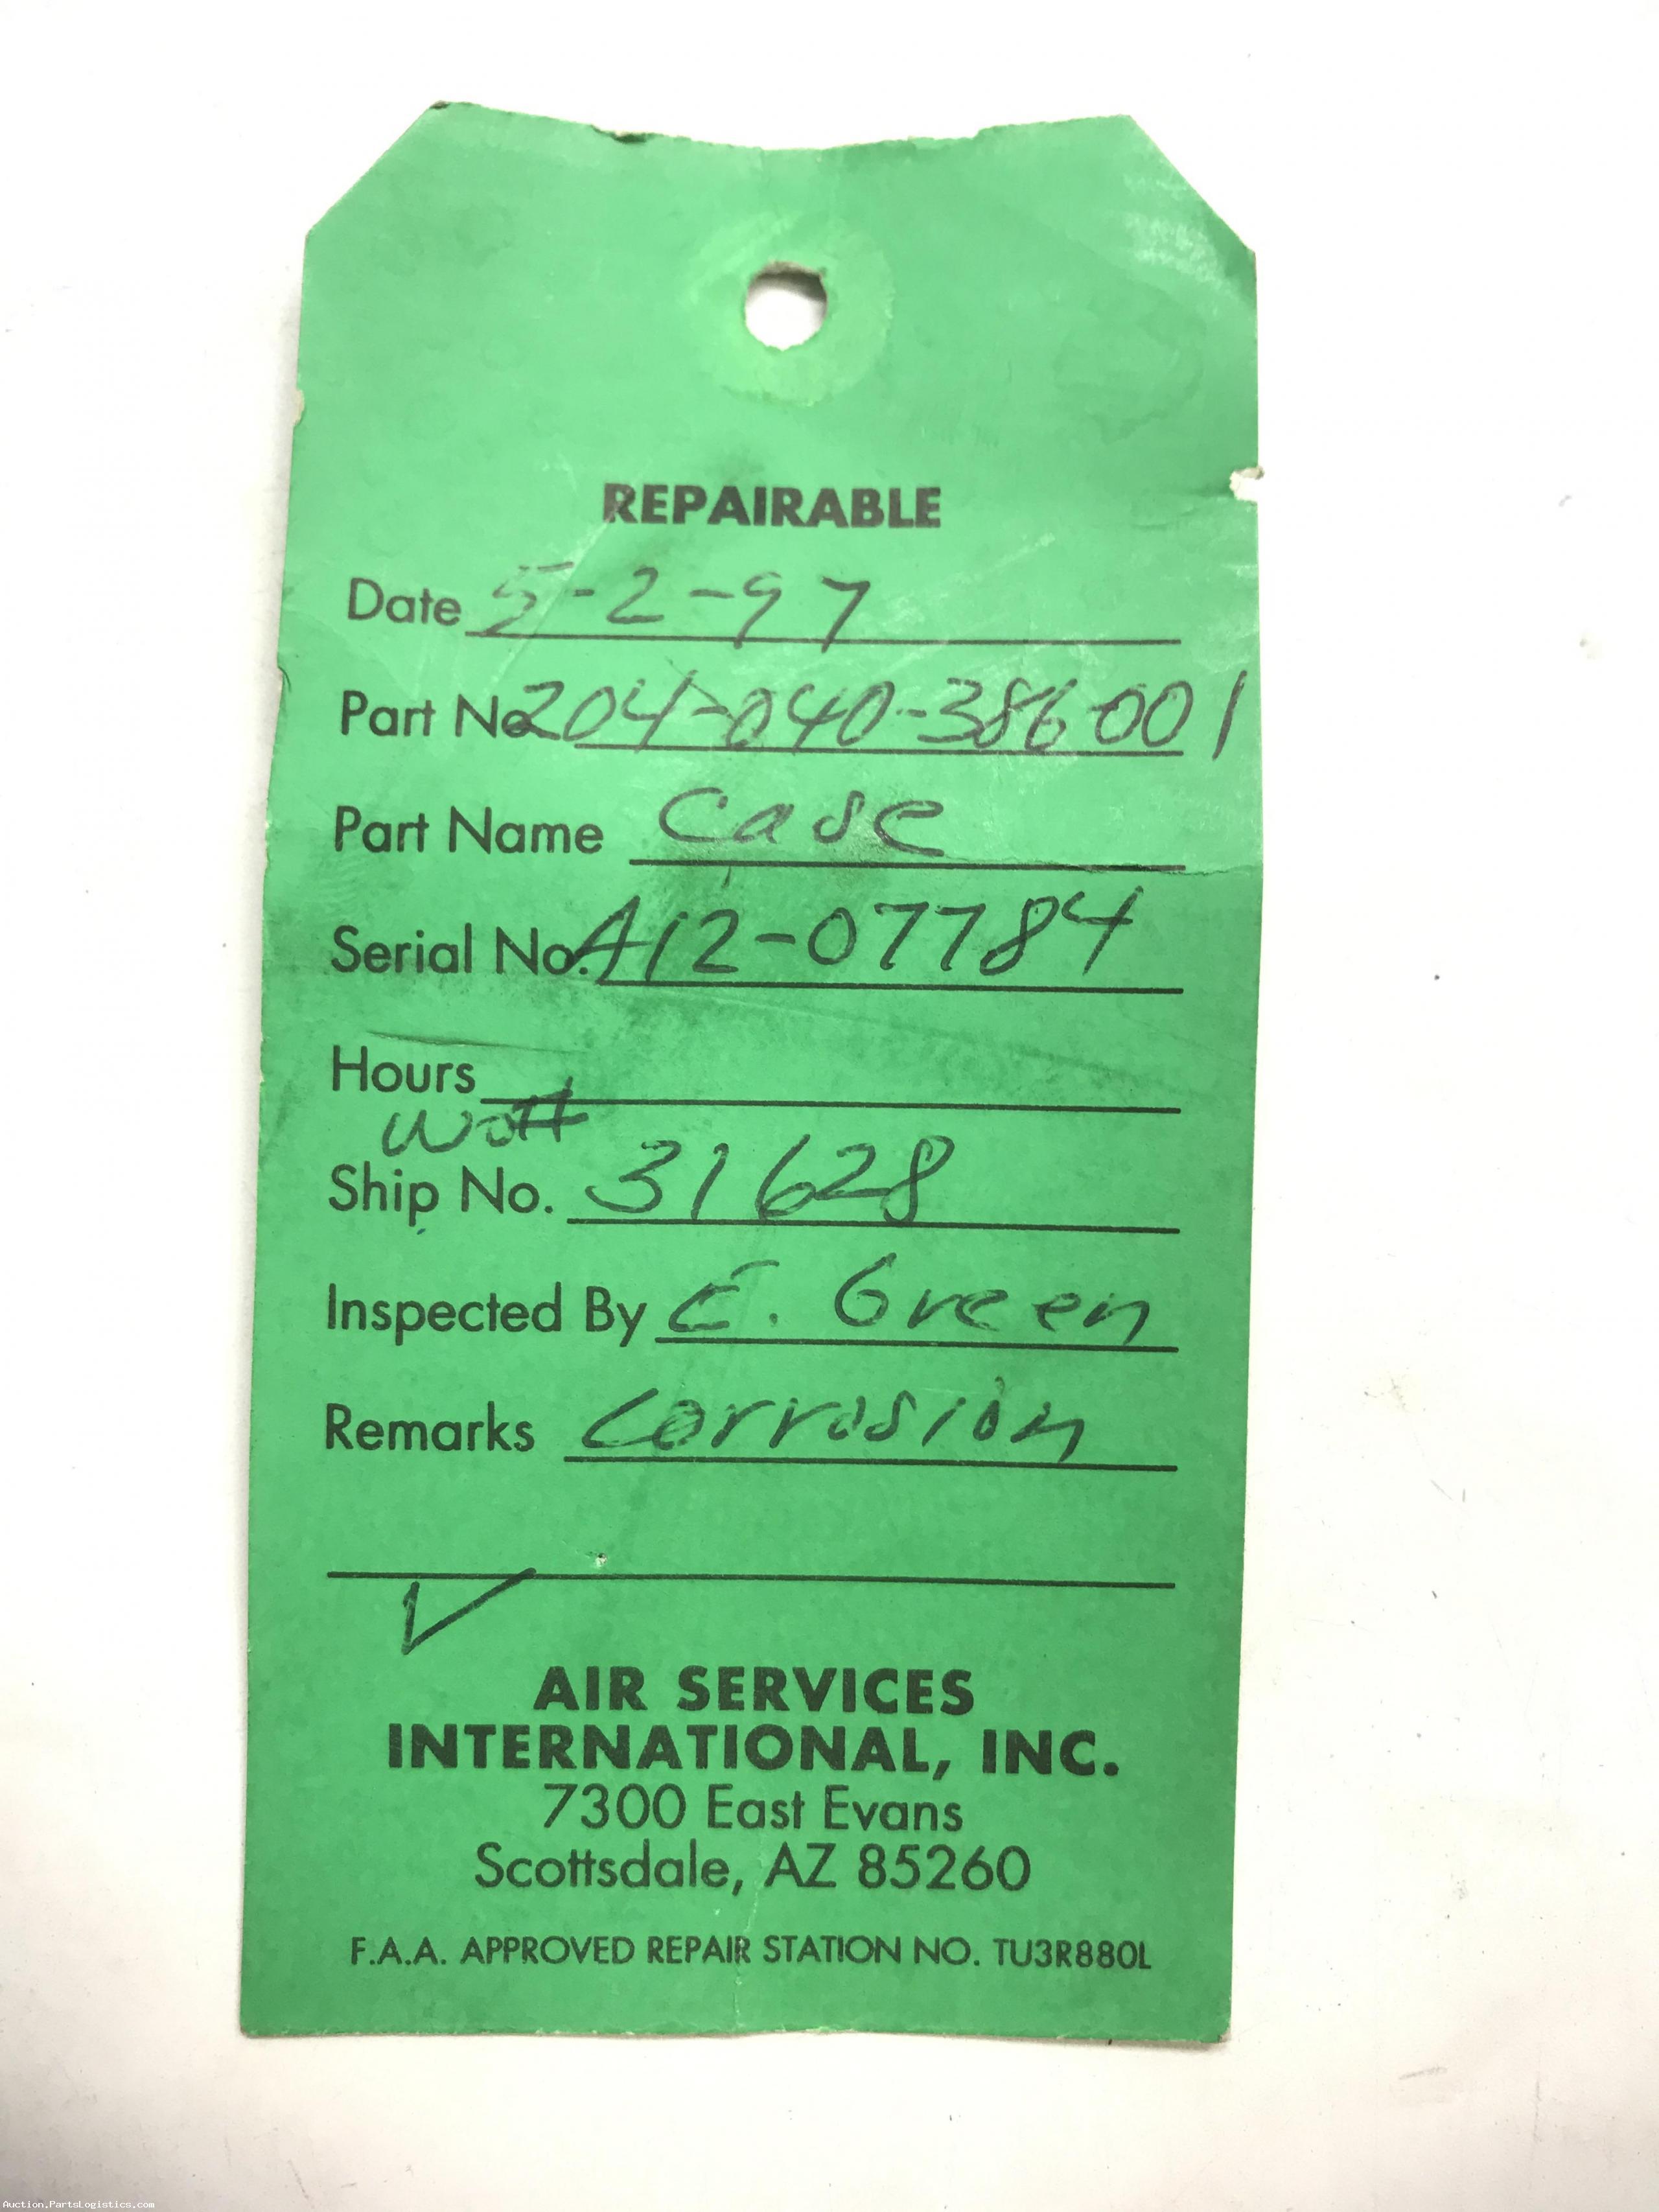 REPAIRABLE
Date 5-2-97
Part No 204-040-386-001
Part Name Case
Serial No. A12-07784
Hours
WO#
Ship No. 31628
Inspected By E. Green
Remarks Corrosion
AIR SERVICES
INTERNATIONAL, INC.
7300 East Evans
Scottsdale, AZ 85260
F.A.A. APPROVED REPAIR STATION NO. TU3R880L
Auction.PartsLogistics.com